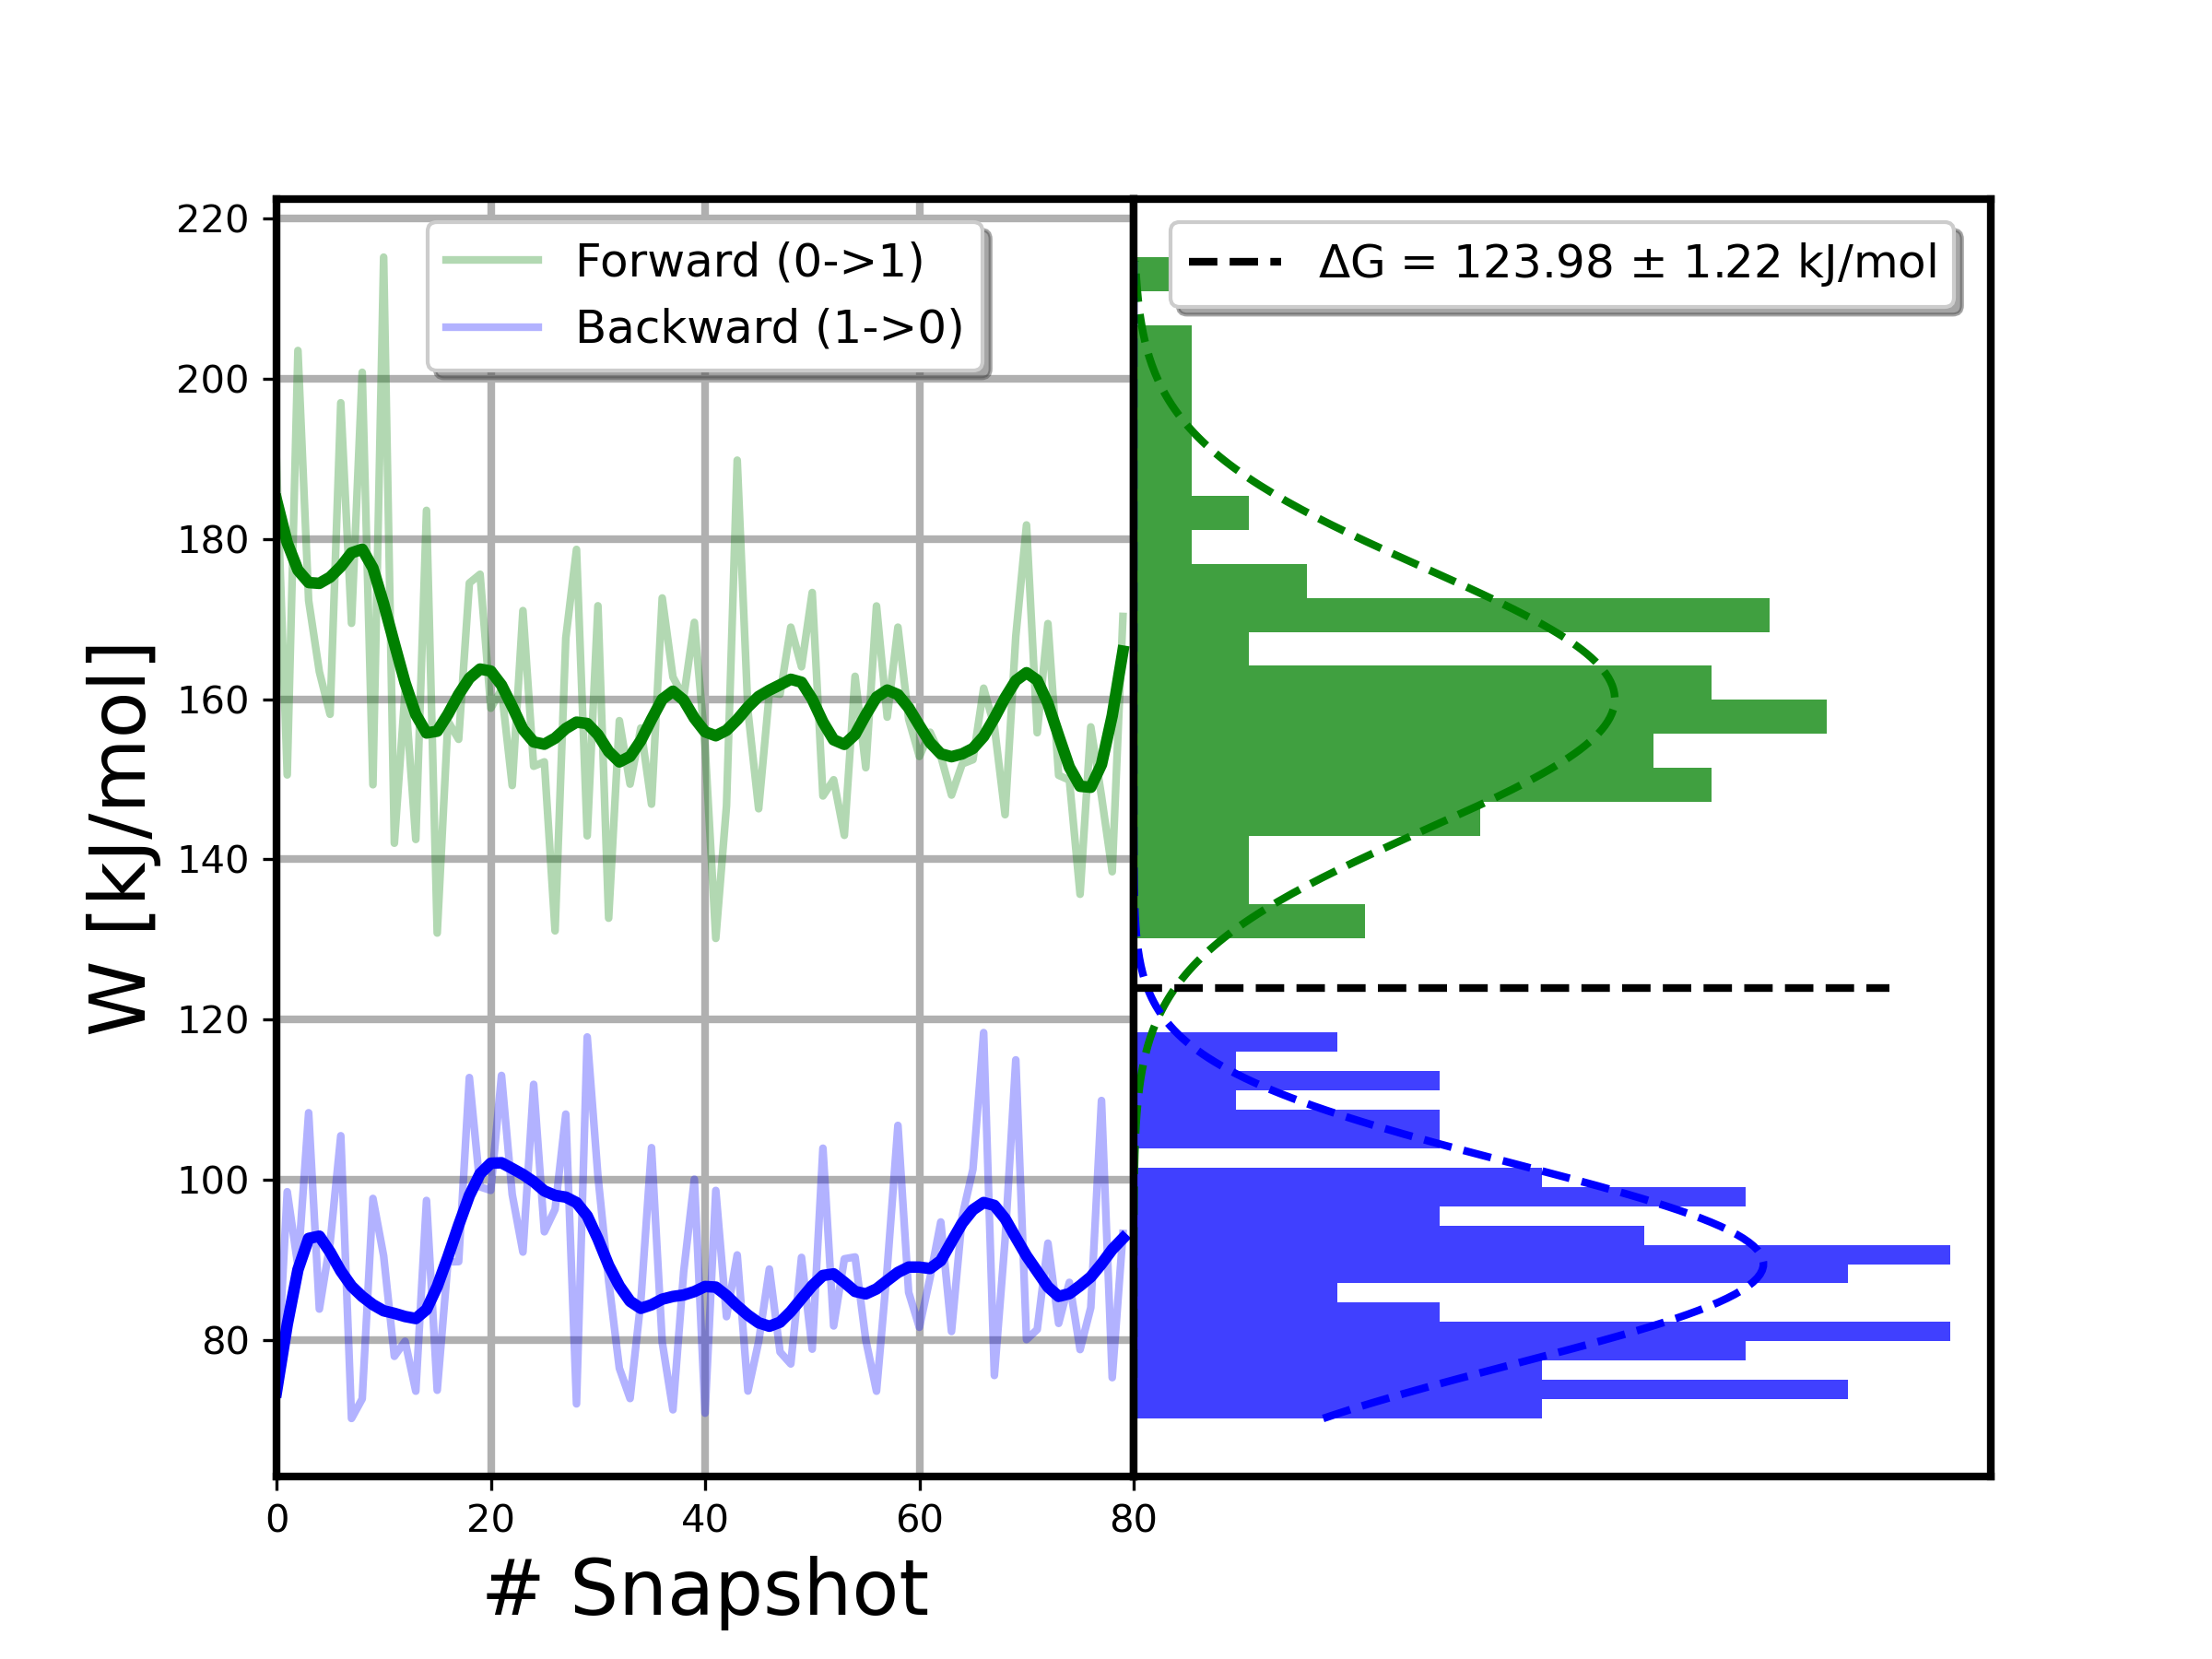 Forward (0->1)
Backward (1->0)
ΔG = 123.98 ± 1.22 kJ/mol
W [kJ/mol]
220
200
180
160
140
120
100
80
0 20 40 60 80
# Snapshot